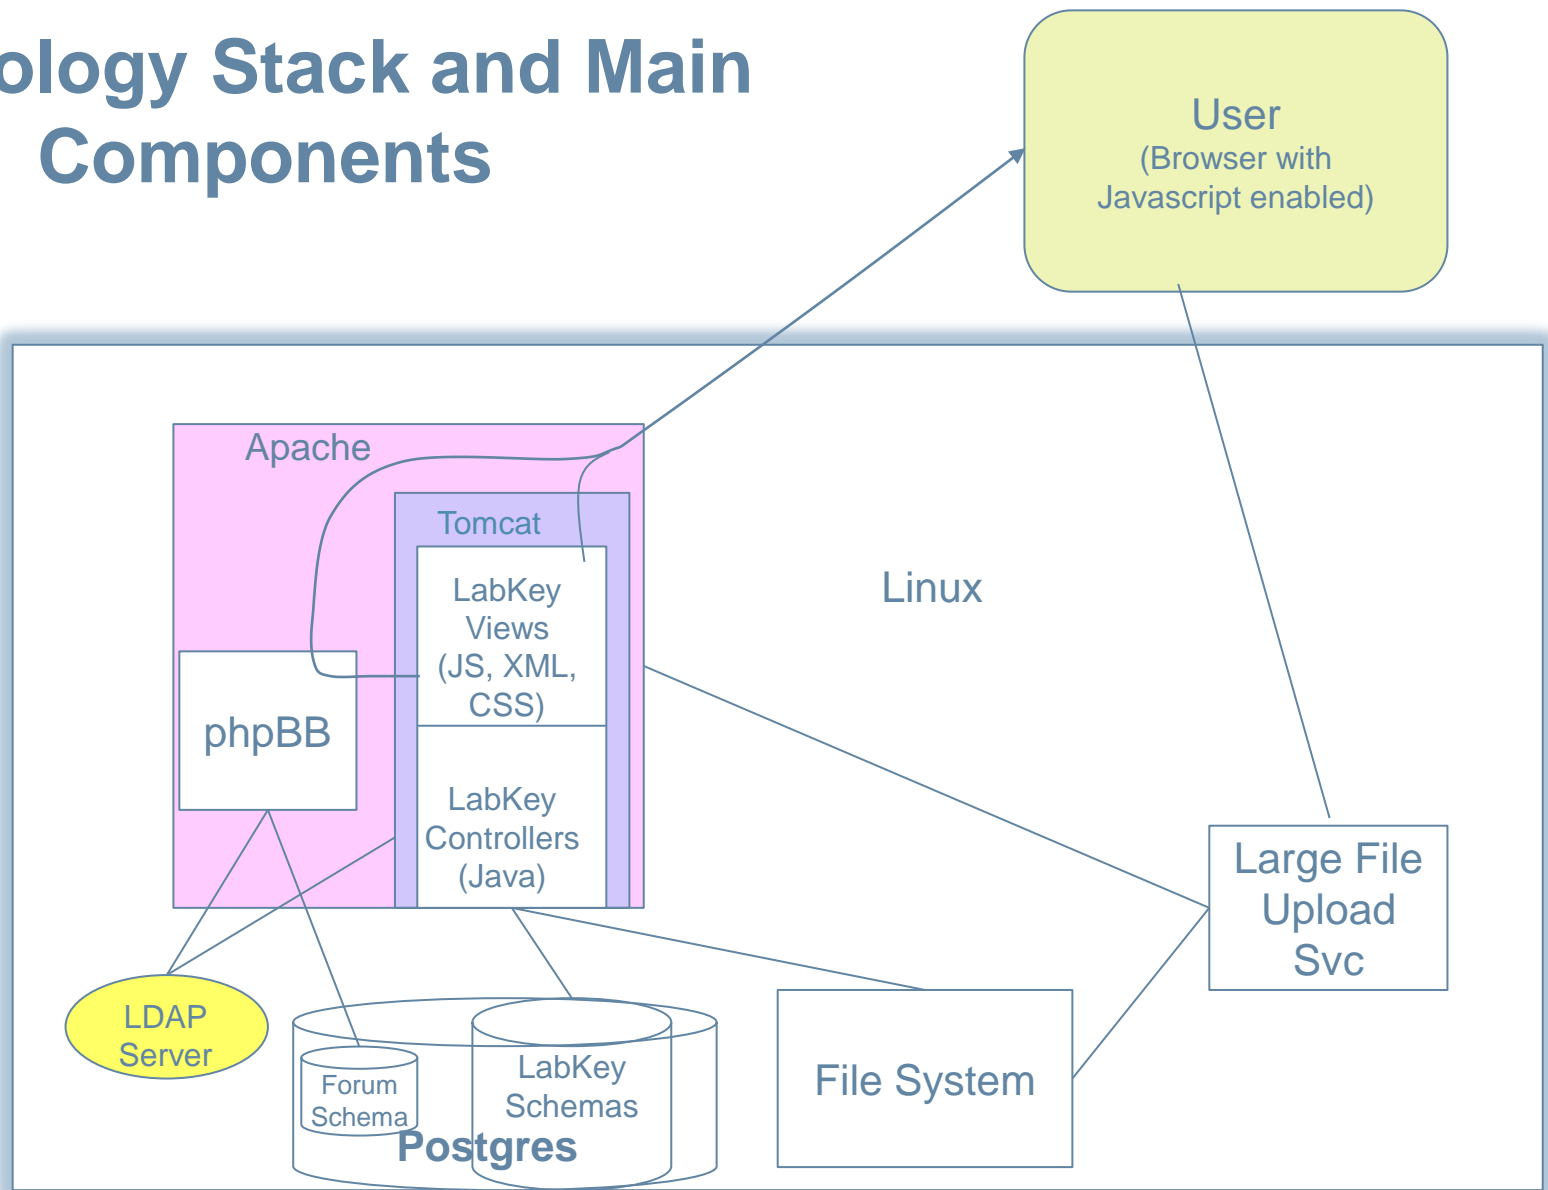 ology Stack and Main
Components
User
(Browser with
Javascript enabled)
Apache
Tomcat
LabKey
Views
(JS, XML,
CSS)
Linux
phpBB
LabKey
Controllers
(Java)
Large File
Upload
Svc
LDAP
Server
Forum
Schema
LabKey
Schemas
Postgres
File System